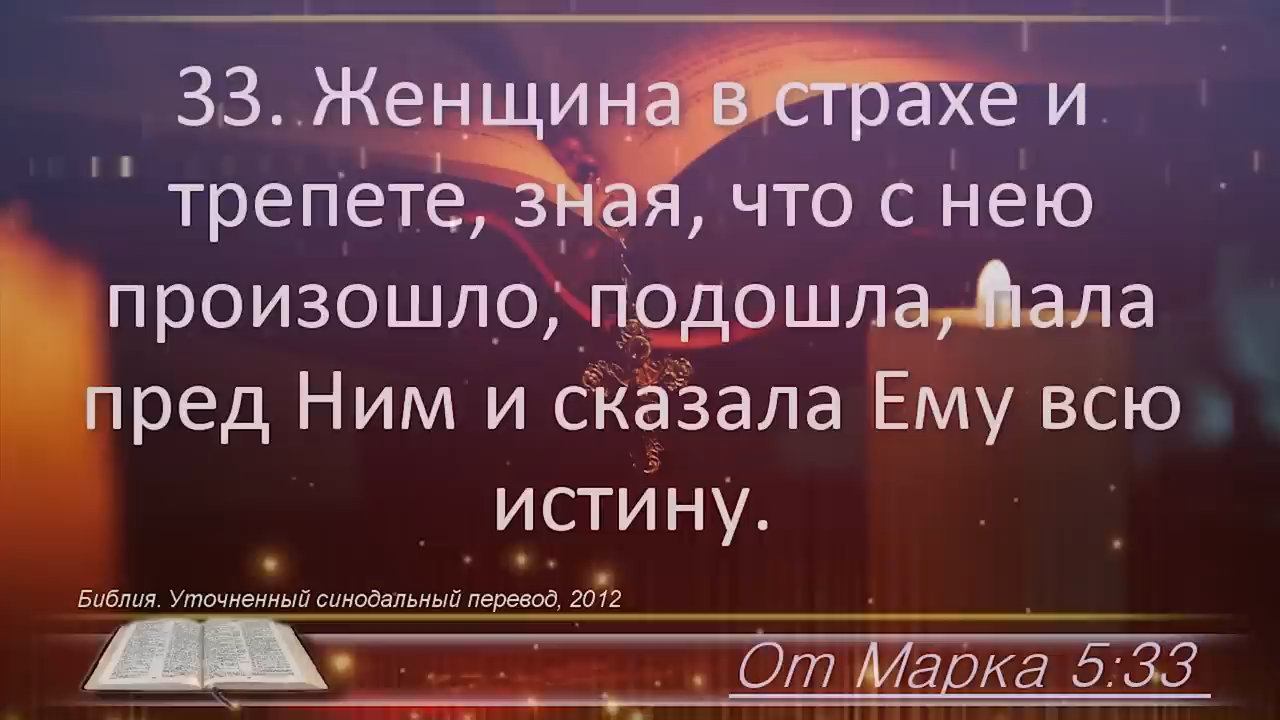 33. Женщина в страхе и
трепете, зная, что с нею
произошло, подошла, пала
пред Ним и сказала Ему всю
истину.
Библия. Уточненный синодальный перевод, 2012
От Марка 5:33